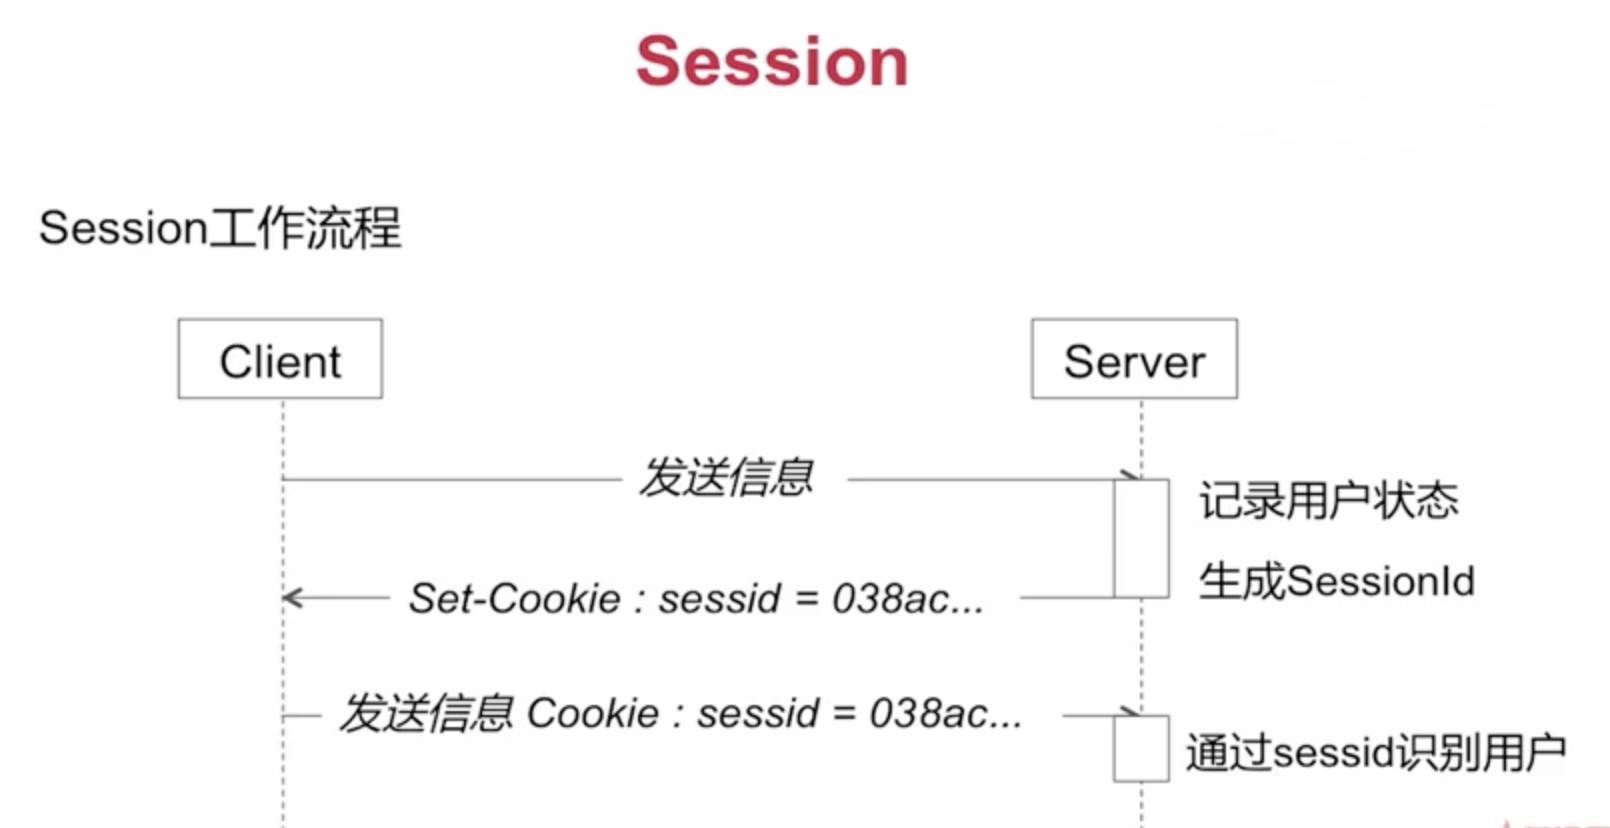 Session
Session工作流程
Client
Server
发送信息
记录用户状态
生成SessionId
Set-Cookie : sessid = 038ac...
发送信息 Cookie : sessid = 038ac...
通过sessid识别用户